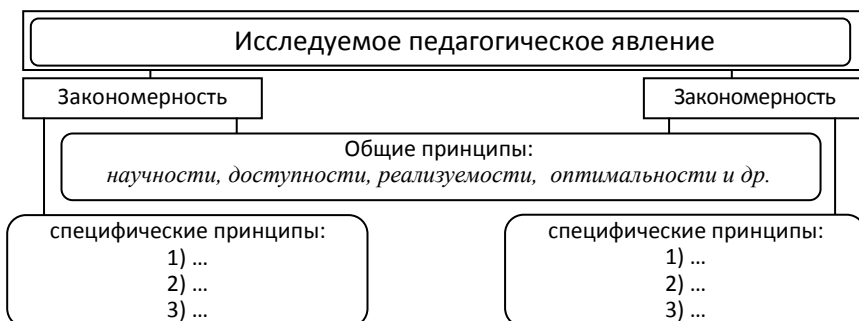 Исследуемое педагогическое явление
Закономерность
Закономерность
Общие принципы:
научности, доступности, реализуемости, оптимальности и др.
специфические принципы:
1) ...
2) ...
3) ...
специфические принципы:
1) ...
2) ...
3) ...